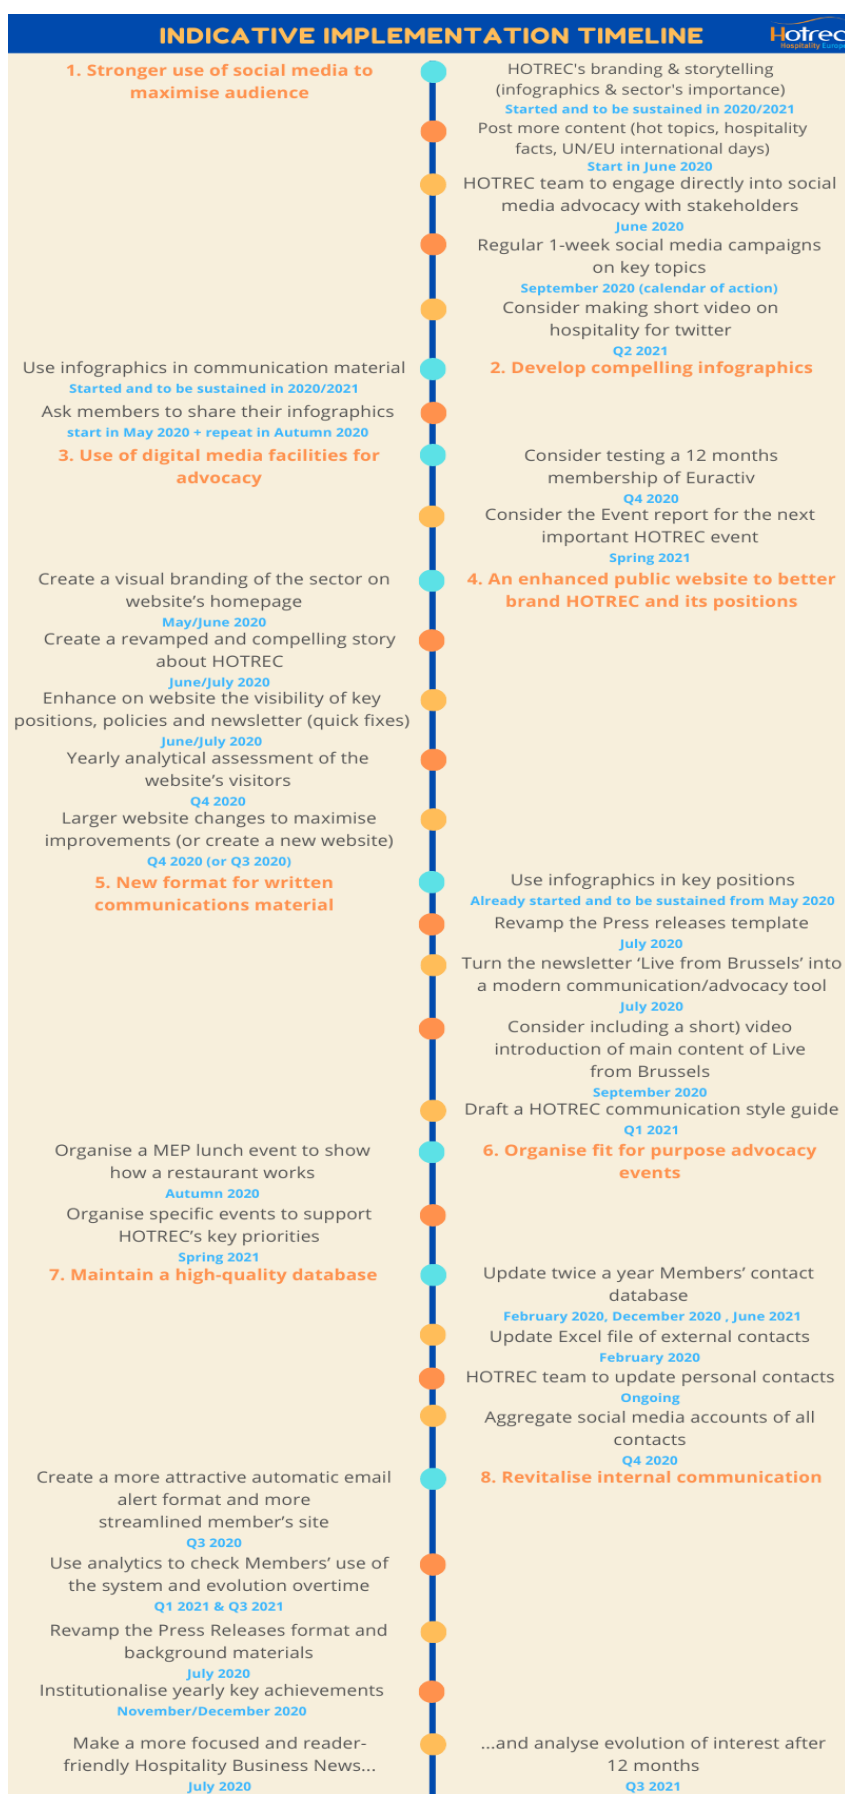 INDICATIVE IMPLEMENTATION TIMELINE
Hotrec
Hospitality Europe
1. Stronger use of social media to
maximise audience
HOTREC's branding & storytelling
(infographics & sector's importance)
Started and to be sustained in 2020/2021
Post more content (hot topics, hospitality
facts, UN/EU international days)
Start in June 2020
HOTREC team to engage directly into social
media advocacy with stakeholders
June 2020
Regular 1-week social media campaigns
on key topics
September 2020 (calendar of action)
Consider making short video on
hospitality for twitter
Q2 2021
2. Develop compelling infographics
Use infographics in communication material
Started and to be sustained in 2020/2021
Ask members to share their infographics
start in May 2020 + repeat in Autumn 2020
3. Use of digital media facilities for
advocacy
Consider testing a 12 months
membership of Euractiv
Q4 2020
Consider the Event report for the next
important HOTREC event
Spring 2021
4. An enhanced public website to better
brand HOTREC and its positions
Create a visual branding of the sector on
website's homepage
May/June 2020
Create a revamped and compelling story
about HOTREC
June/July 2020
Enhance on website the visibility of key
positions, policies and newsletter (quick fixes)
June/July 2020
Yearly analytical assessment of the
website's visitors
Q4 2020
Larger website changes to maximise
improvements (or create a new website)
Q4 2020 (or Q3 2020)
5. New format for written
communications material
Use infographics in key positions
Already started and to be sustained from May 2020
Revamp the Press releases template
July 2020
Turn the newsletter ‘Live from Brussels’ into
a modern communication/advocacy tool
July 2020
Consider including a short) video
introduction of main content of Live
from Brussels
September 2020
Draft a HOTREC communication style guide
Q1 2021
6. Organise fit for purpose advocacy
events
Organise a MEP lunch event to show
how a restaurant works
Autumn 2020
Organise specific events to support
HOTREC's key priorities
Spring 2021
7. Maintain a high-quality database
Update twice a year Members’ contact
database
February 2020, December 2020 , June 2021
Update Excel file of external contacts
February 2020
HOTREC team to update personal contacts
Ongoing
Aggregate social media accounts of all
contacts
Q4 2020
8. Revitalise internal communication
Create a more attractive automatic email
alert format and more
streamlined member's site
Q3 2020
Use analytics to check Members’ use of
the system and evolution overtime
Q1 2021 & Q3 2021
Revamp the Press Releases format and
background materials
July 2020
Institutionalise yearly key achievements
November/December 2020
Make a more focused and reader-
friendly Hospitality Business News...
July 2020
...and analyse evolution of interest after
12 months
Q3 2021